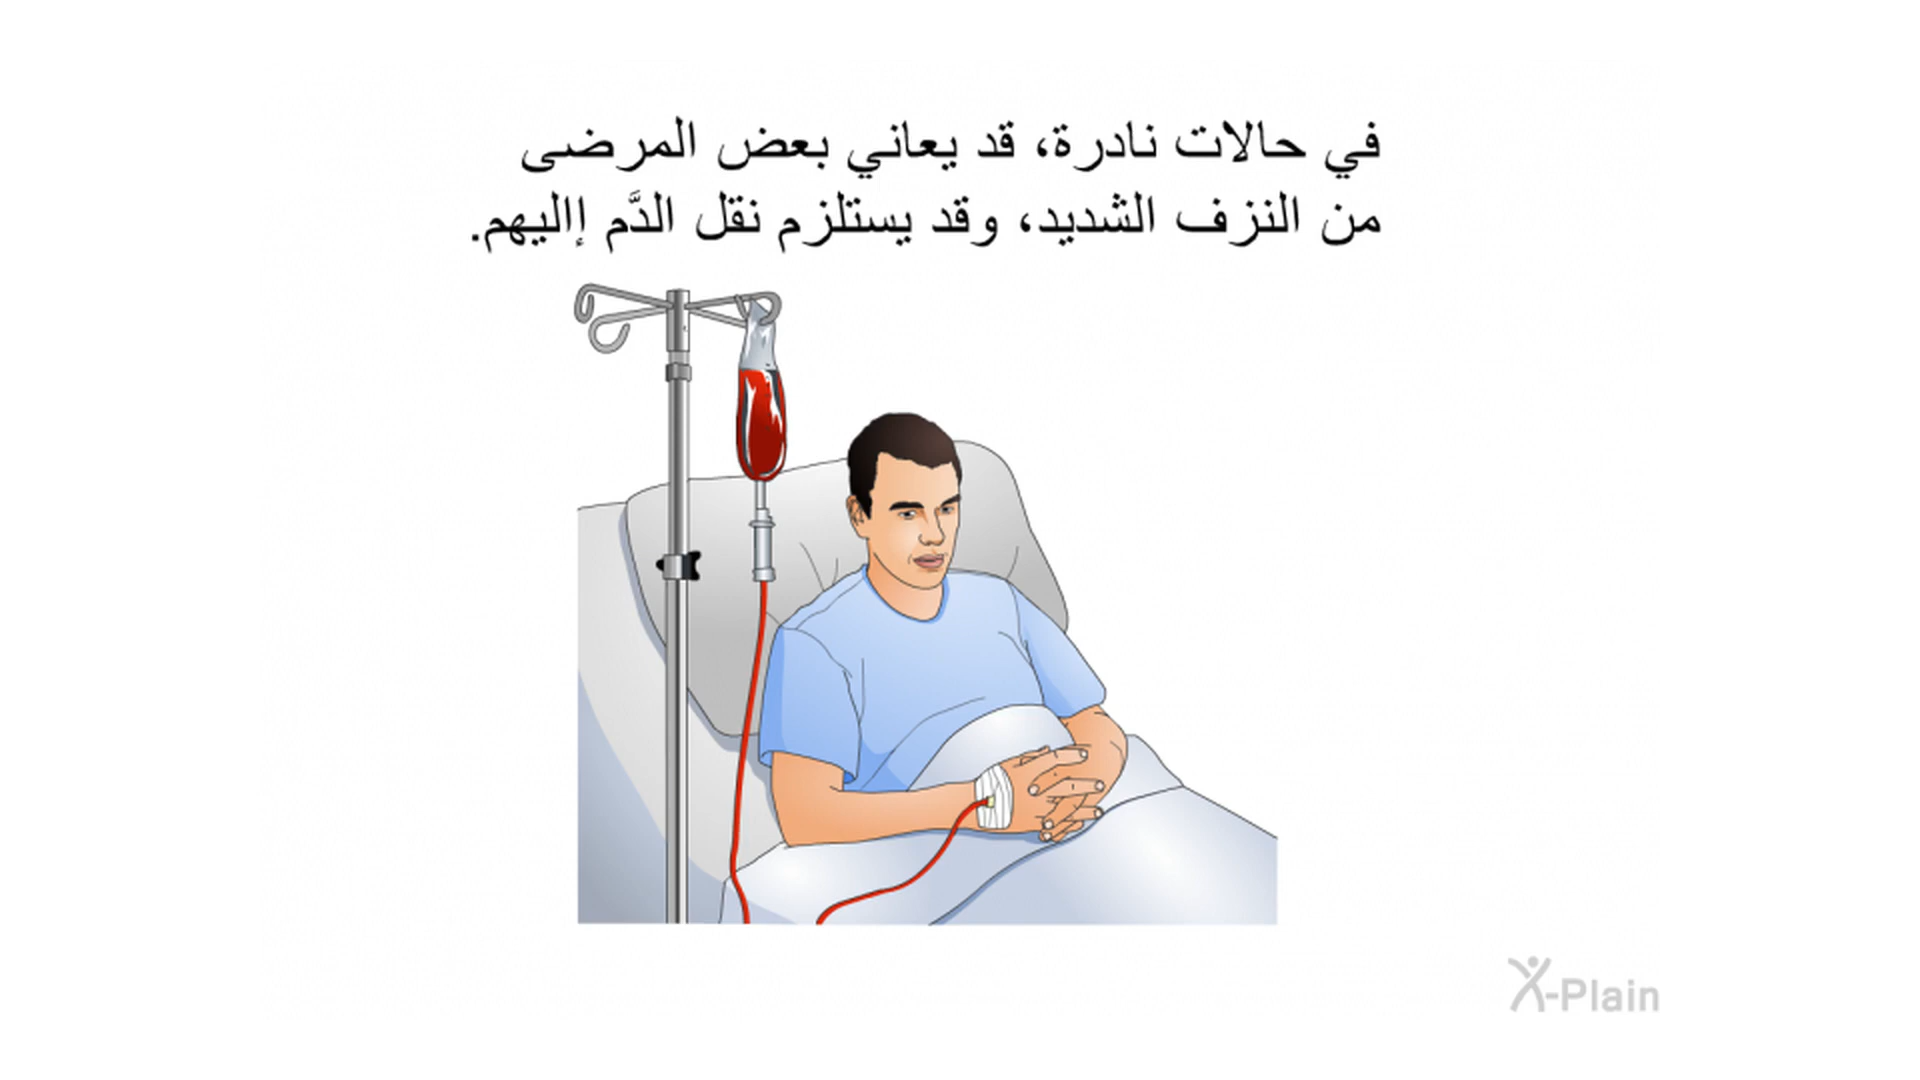 في حالات نادرة، قد يعاني بعض المرضى
من النزف الشديد، وقد يستلزم نقل الدَّم إاليهم.
X-Plain